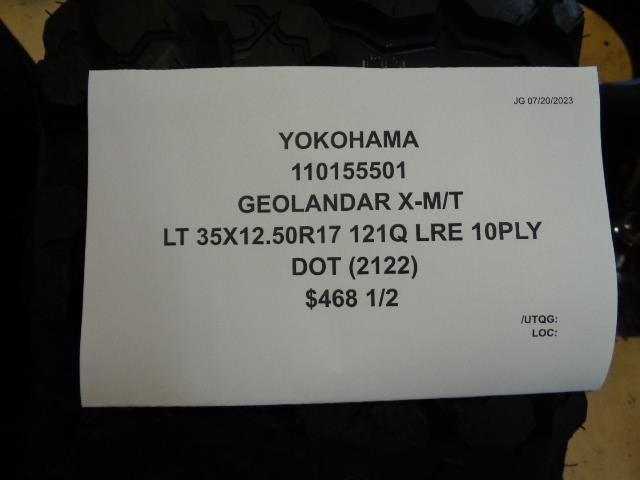 JG 07/20/2023
YOKOHAMA
110155501
GEOLANDAR X-M/T
LT 35X12.50R17 121Q LRE 10PLY
DOT (2122)
$468 1/2
/UTQG:
LOC: